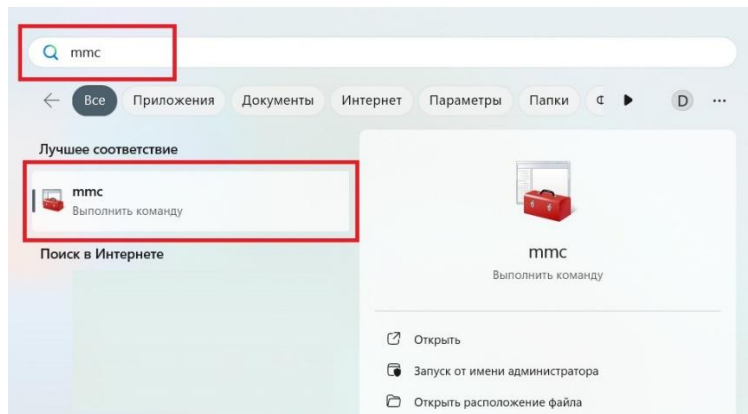 mmc
Все Приложения Документы Интернет Параметры Папки D ...
Лучшее соответствие
mmc
Выполнить команду
Поиск в Интернете
mmc
Выполнить команду
Открыть
Запуск от имени администратора
Открыть расположение файла